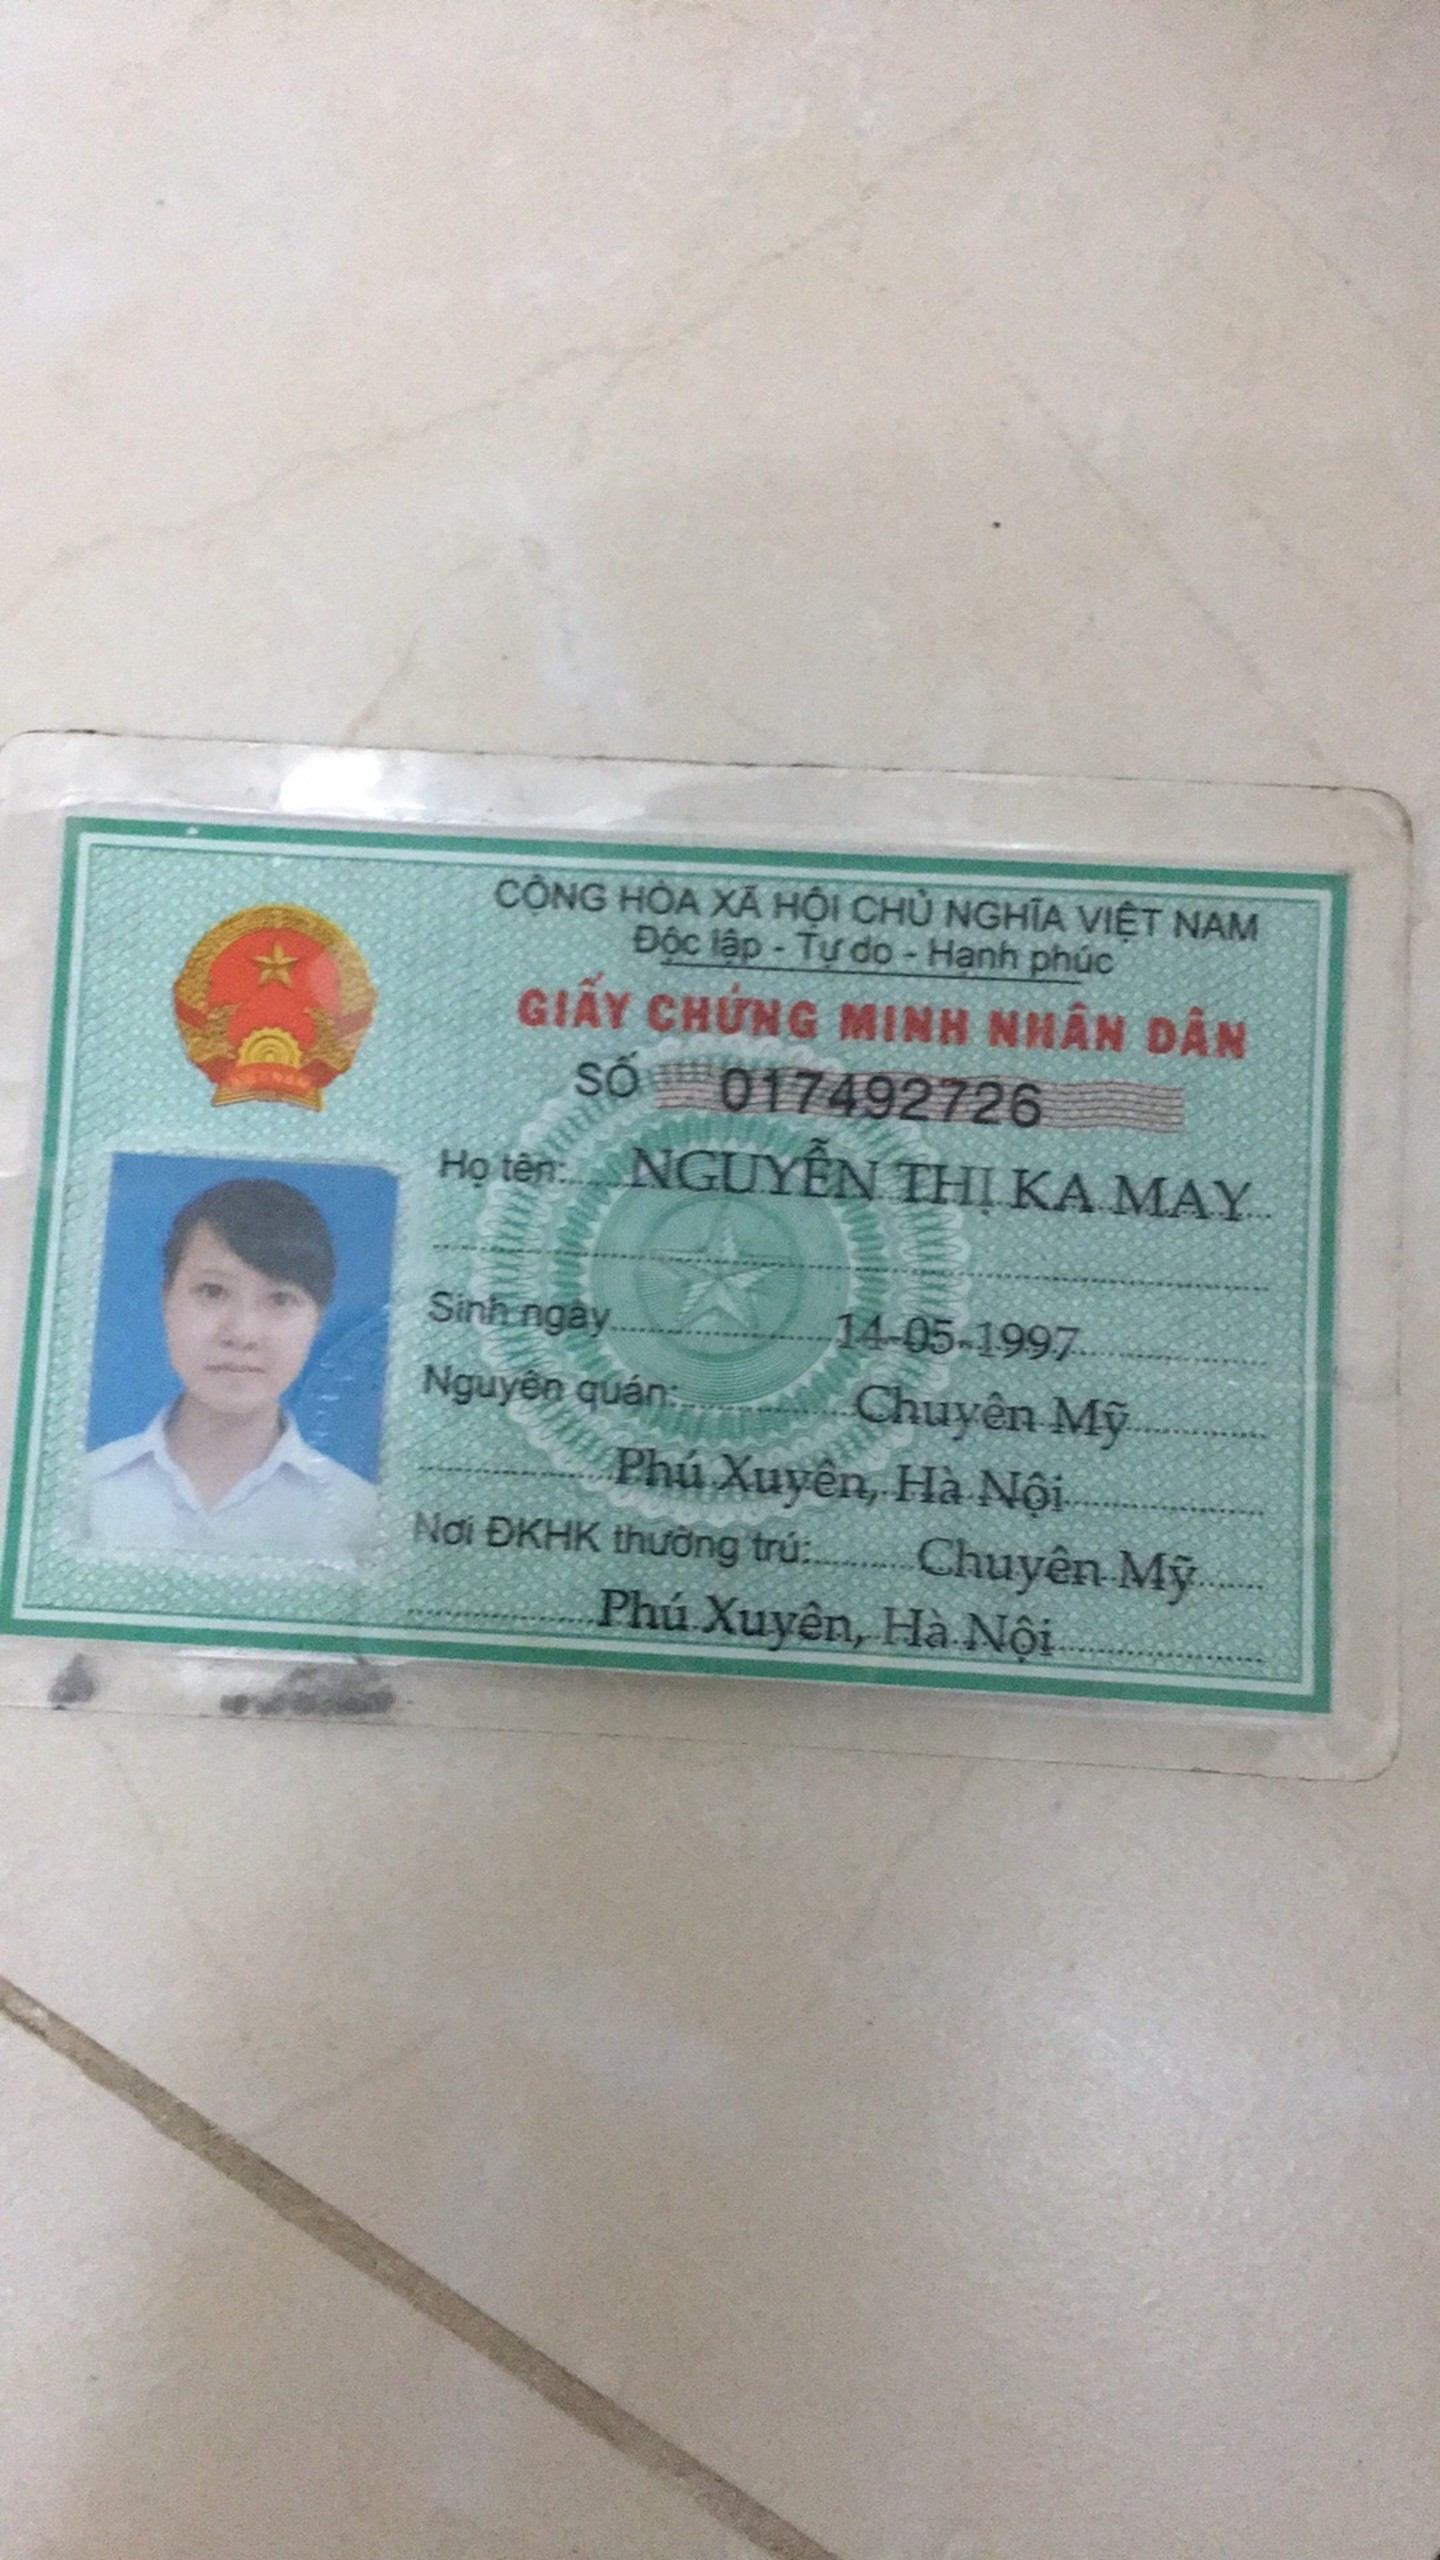 CỘNG HÒA XÃ HỘI CHỦ NGHĨA VIỆT NAM
Độc lập - Tự do - Hạnh phúc
GIẤY CHỨNG MINH NHÂN DÂN
SỐ 017492726
Họ tên: NGUYỄN THỊ KA MAY
Sinh ngày 14-05-1997
Nguyên quán: Chuyên Mỹ
Phú Xuyên, Hà Nội
Nơi ĐKHK thường trú: Chuyên Mỹ
Phú Xuyên, Hà Nội